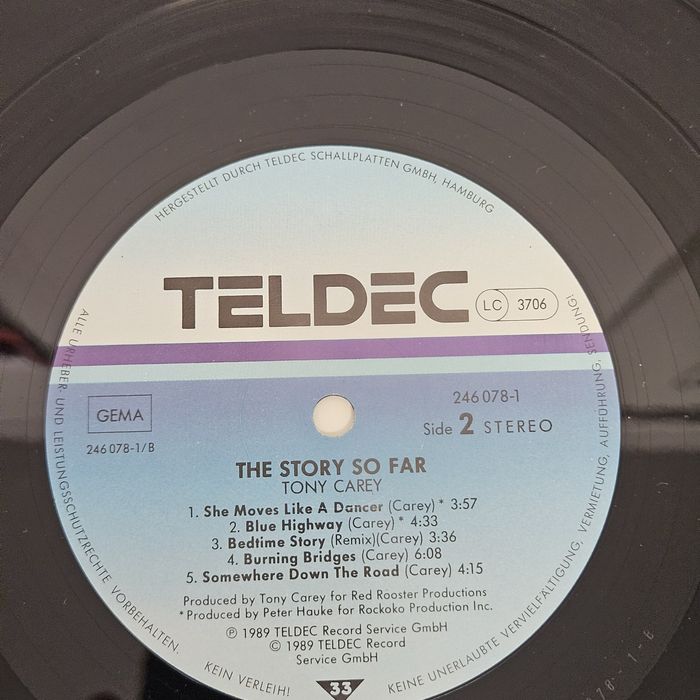 HERGESTELLT DURCH TELDEC SCHALLPLATTEN GMBH, HAMBURG
TELDEC
LC 3706
GEMA
246 078-1/B
246 078-1
Side 2 STEREO
THE STORY SO FAR
TONY CAREY
1. She Moves Like A Dancer (Carey) * 3:57
2. Blue Highway (Carey) * 4:33
3. Bedtime Story (Remix)(Carey) 3:36
4. Burning Bridges (Carey) 6:08
5. Somewhere Down The Road (Carey) 4:15
Produced by Tony Carey for Red Rooster Productions
*Produced by Peter Hauke for Rockoko Production Inc.
℗ 1989 TELDEC Record Service GmbH
© 1989 TELDEC Record
Service GmbH
33
ALLE URHEBER- UND LEISTUNGSSCHUTZRECHTE VORBEHALTEN.
KEIN VERLEIH!
KEINE UNERLAUBTE VERVIELFÄLTIGUNG, VERMIETUNG, AUFFÜHRUNG, SENDUNG!